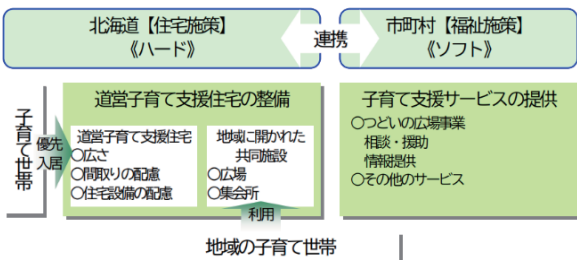 北海道【住宅施策】
《ハード》
連携
市町村【福祉施策】
《ソフト》
子育て世帯
優先
入居
道営子育て支援住宅の整備
道営子育て支援住宅
○広さ
○間取りの配慮
○住宅設備の配慮
地域に開かれた
共同施設
○広場
○集会所
利用
地域の子育て世帯
子育て支援サービスの提供
○つどいの広場事業
相談・援助
情報提供
○その他のサービス